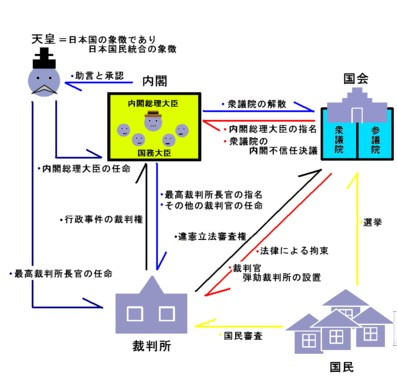 天皇＝日本国の象徴であり
日本国民統合の象徴
・助言と承認
内閣
国会
内閣総理大臣
国務大臣
・衆議院の解散
・内閣総理大臣の指名
・衆議院の
内閣不信任決議
衆議院
参議院
・内閣総理大臣の任命
・最高裁判所長官の指名
・その他の裁判官の任命
・行政事件の裁判権
・違憲立法審査権
・選挙
・法律による拘束
・裁判官
弾劾裁判所の設置
・最高裁判所長官の任命
裁判所
・国民審査
国民